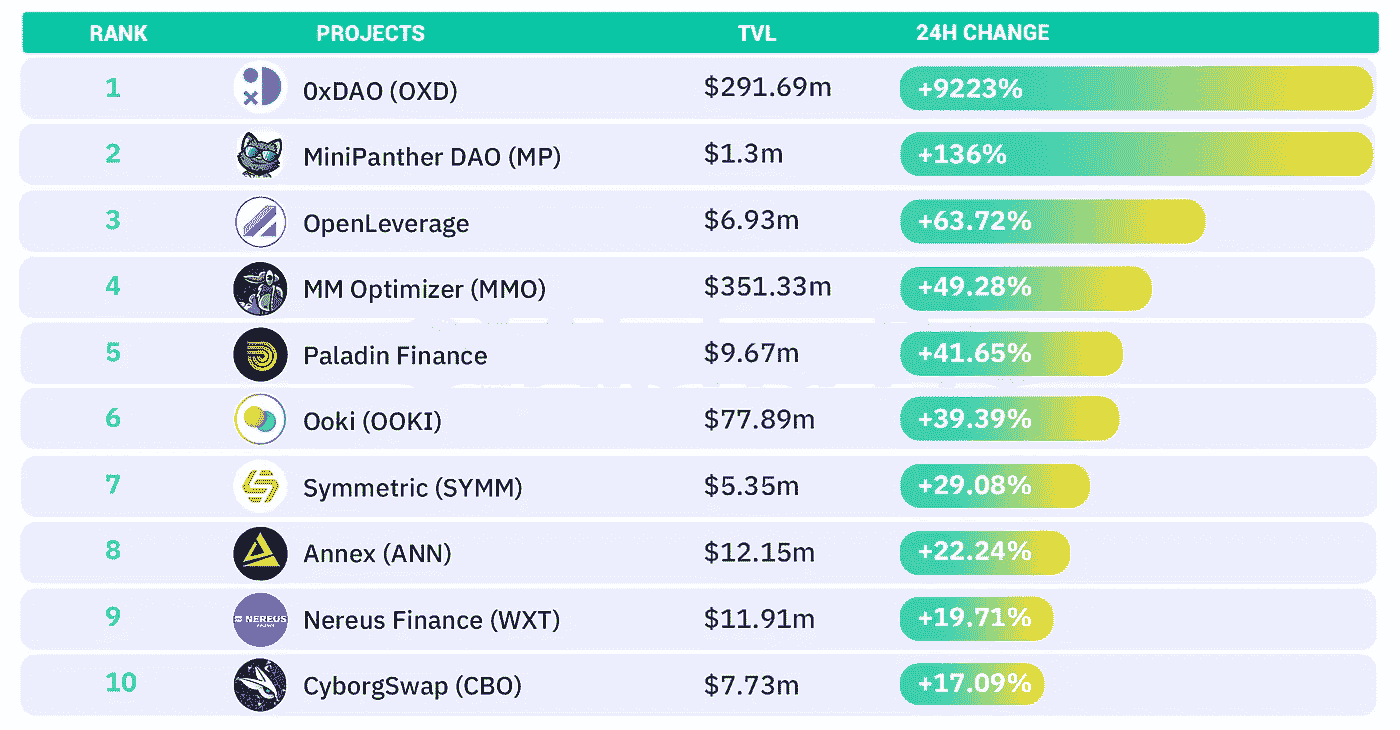 RANK PROJECTS TVL 24H CHANGE
1 0xDAO (OXD) $291.69m +9223%
2 MiniPanther DAO (MP) $1.3m +136%
3 OpenLeverage $6.93m +63.72%
4 MM Optimizer (MMO) $351.33m +49.28%
5 Paladin Finance $9.67m +41.65%
6 Ooki (OOKI) $77.89m +39.39%
7 Symmetric (SYMM) $5.35m +29.08%
8 Annex (ANN) $12.15m +22.24%
9 NEREUS Nereus Finance (WXT) $11.91m +19.71%
10 CyborgSwap (CBO) $7.73m +17.09%